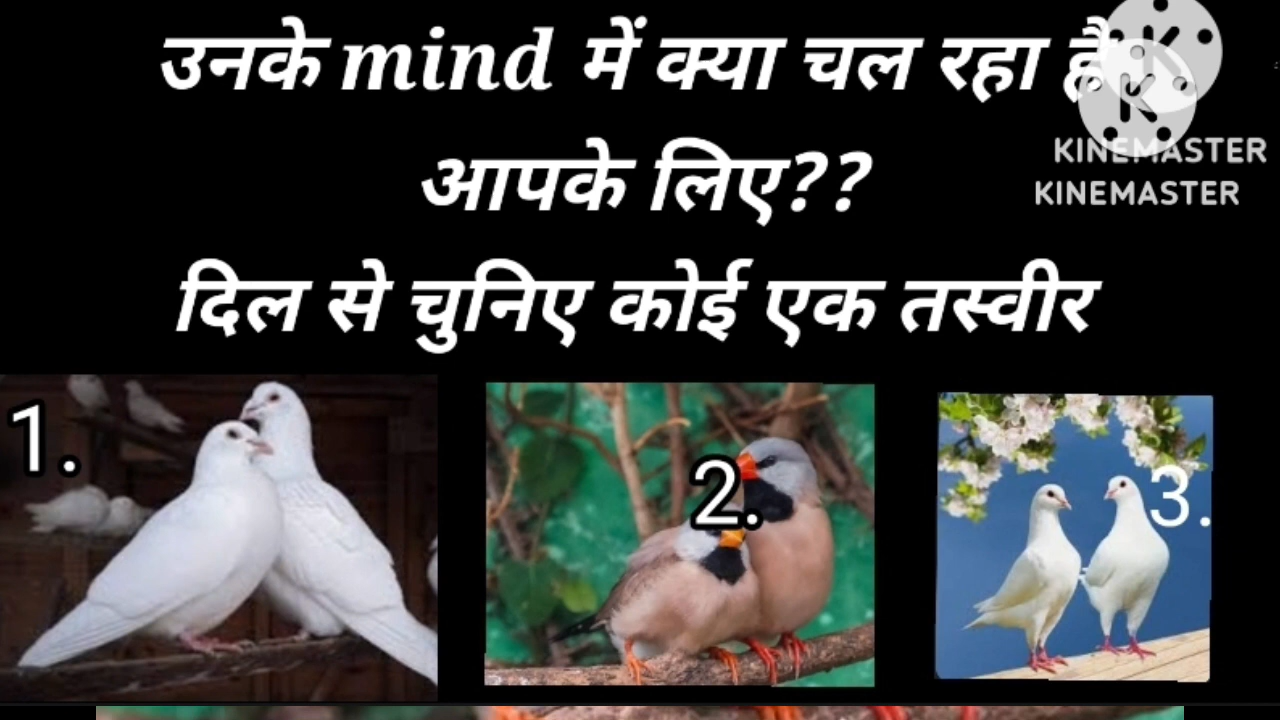 उनके mind में क्या चल रहा है
आपके लिए??
KINEMASTER
KINEMASTER
दिल से चुनिए कोई एक तस्वीर
1.
2.
3.